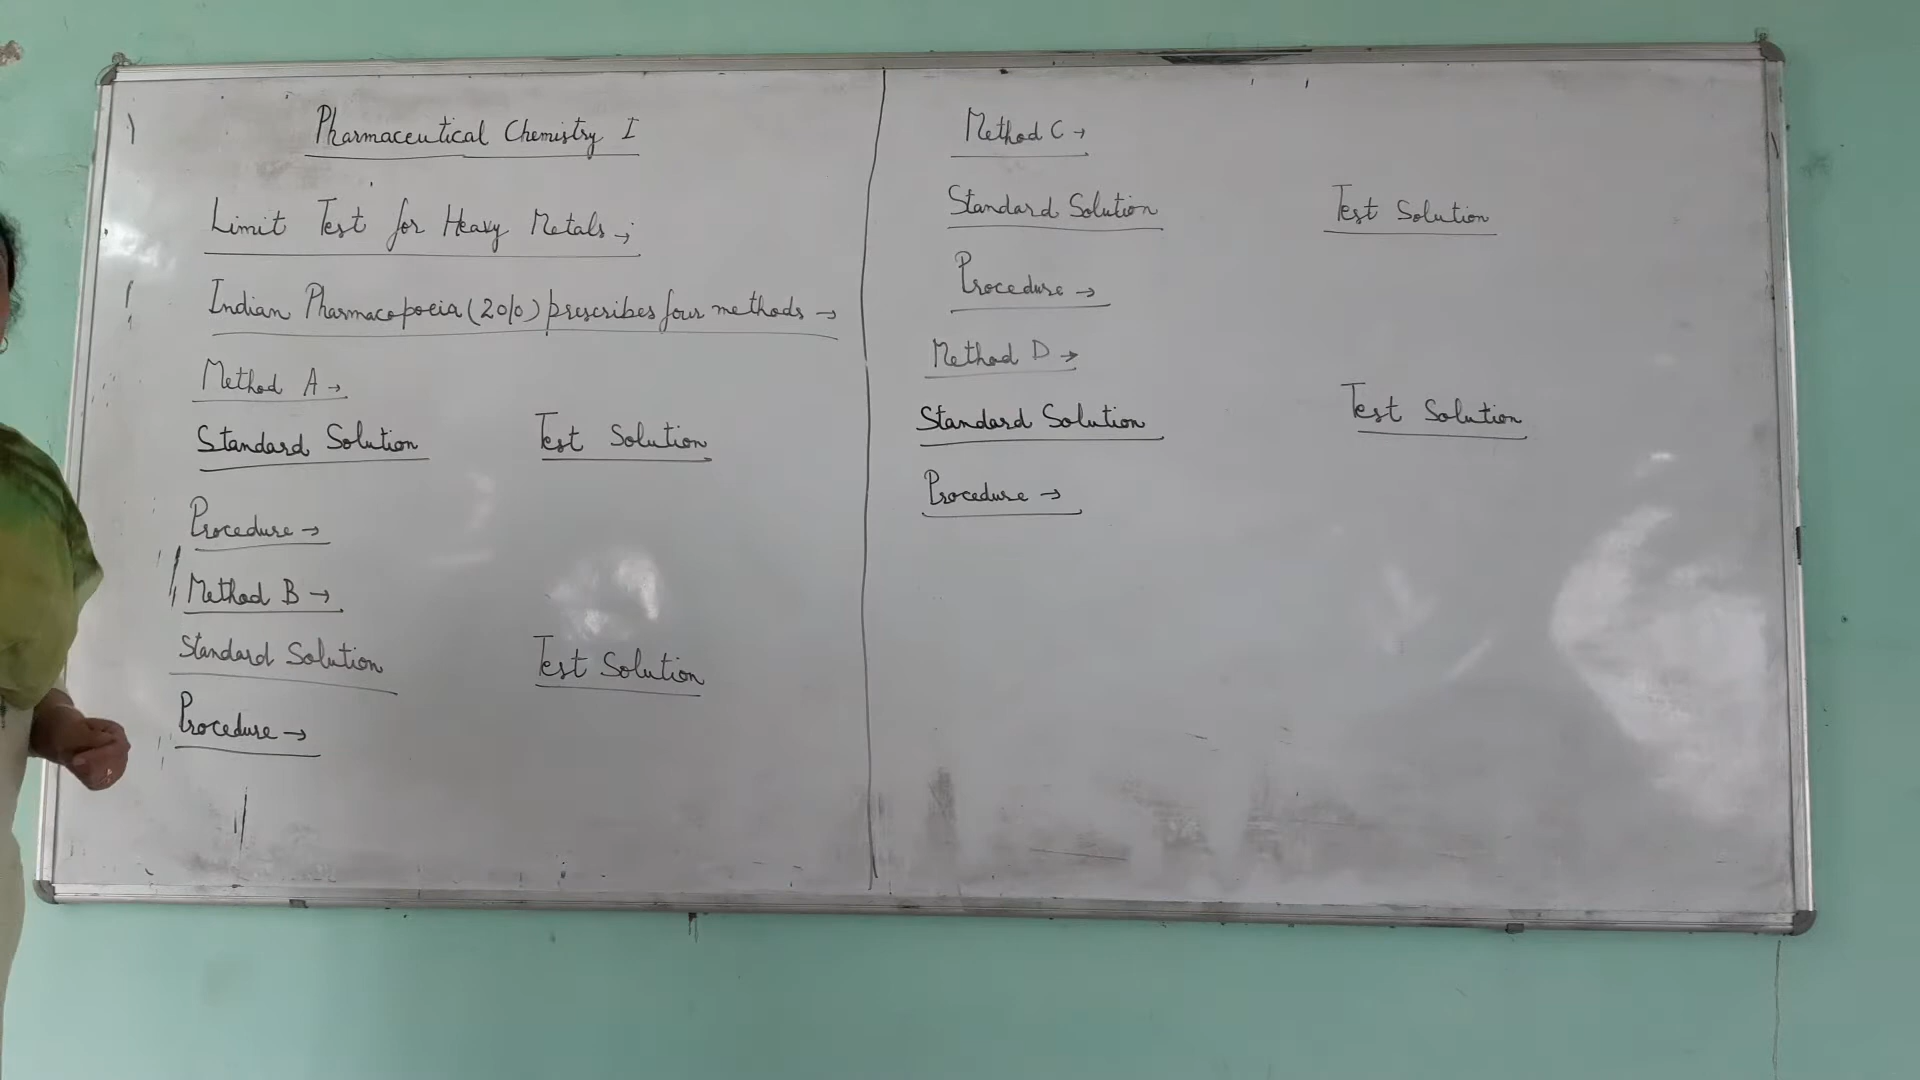 Pharmaceutical Chemistry I
Limit Test for Heavy Metals →
Indian Pharmacopoeia (2010) prescribes four methods →
Method A →
Standard Solution Test Solution
Procedure →
Method B →
Standard Solution Test Solution
Procedure →
Method C →
Standard Solution Test Solution
Procedure →
Method D →
Standard Solution Test Solution
Procedure →